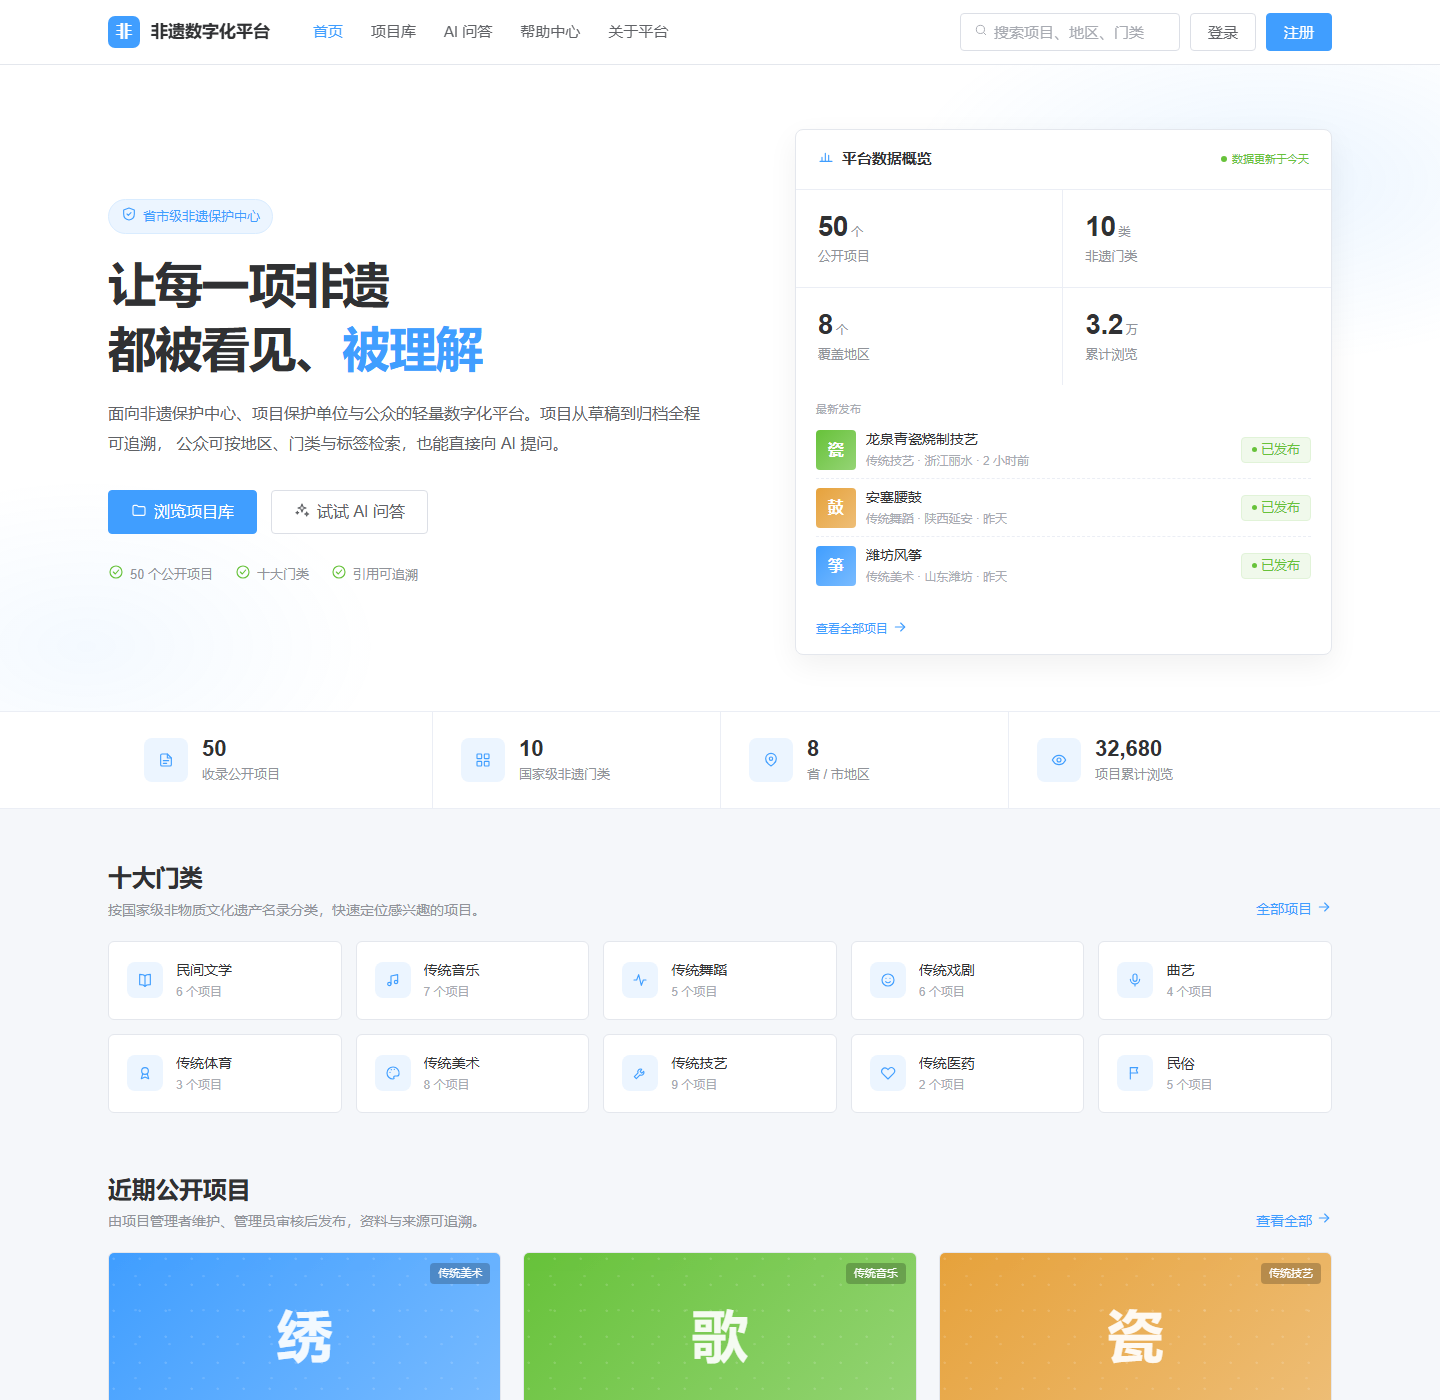 非 非遗数字化平台 首页 项目库 AI 问答 帮助中心 关于平台 搜索项目、地区、门类 登录 注册
省市级非遗保护中心
让每一项非遗
都被看见、被理解
面向非遗保护中心、项目保护单位与公众的轻量数字化平台。项目从草稿到归档全程
可追溯， 公众可按地区、门类与标签检索，也能直接向 AI 提问。
浏览项目库 试试 AI 问答
50 个公开项目 十大门类 引用可追溯
平台数据概览 数据更新于今天
50 个 10 类
公开项目 非遗门类
8 个 3.2 万
覆盖地区 累计浏览
最新发布
瓷 龙泉青瓷烧制技艺 已发布
传统技艺 · 浙江丽水 · 2 小时前
鼓 安塞腰鼓 已发布
传统舞蹈 · 陕西延安 · 昨天
筝 潍坊风筝 已发布
传统美术 · 山东潍坊 · 昨天
查看全部项目
50 10 8 32,680
收录公开项目 国家级非遗门类 省 / 市地区 项目累计浏览
十大门类
按国家级非物质文化遗产名录分类，快速定位感兴趣的项目。 全部项目
民间文学 传统音乐 传统舞蹈 传统戏剧 曲艺
6 个项目 7 个项目 5 个项目 6 个项目 4 个项目
传统体育 传统美术 传统技艺 传统医药 民俗
3 个项目 8 个项目 9 个项目 2 个项目 5 个项目
近期公开项目
由项目管理者维护、管理员审核后发布，资料与来源可追溯。 查看全部
传统美术 传统音乐 传统技艺
绣 歌 瓷